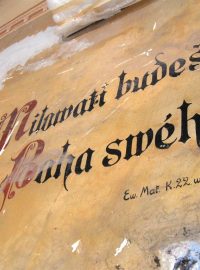 Milowati budeš
Boha swéh
Ew. Mat. K. 22 w